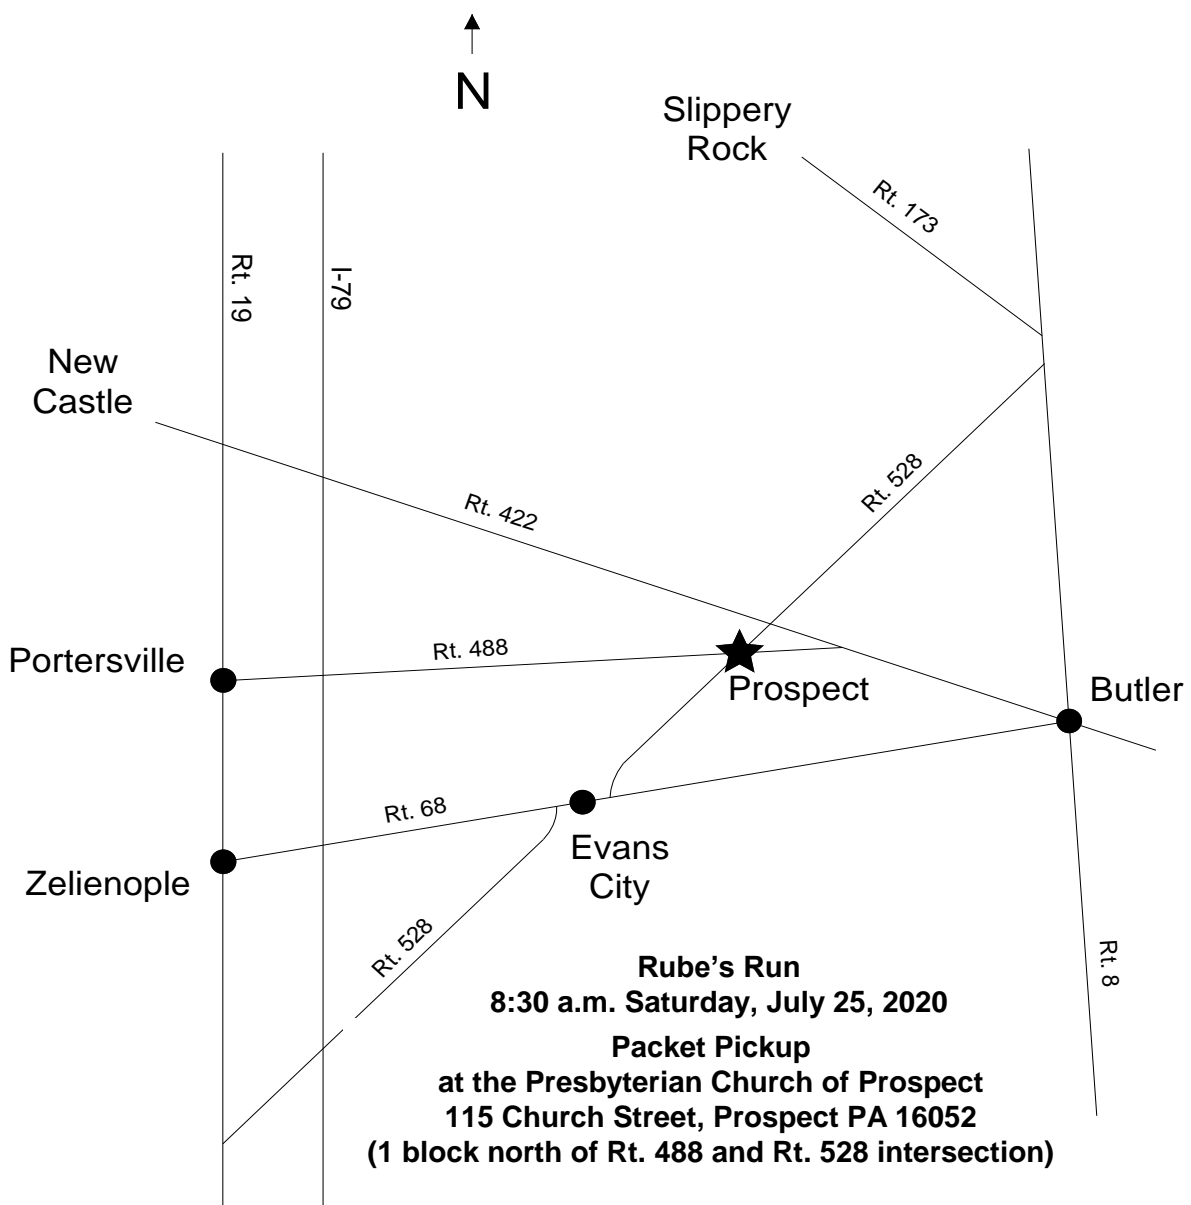 N
Slippery
Rock
Rt. 173
Rt. 19
I-79
New
Castle
Rt. 528
Rt. 422
Rt. 488
Portersville
Prospect
Butler
Rt. 68
Evans
City
Zelienople
Rt. 528
Rt. 8
Rube’s Run
8:30 a.m. Saturday, July 25, 2020
Packet Pickup
at the Presbyterian Church of Prospect
115 Church Street, Prospect PA 16052
(1 block north of Rt. 488 and Rt. 528 intersection)